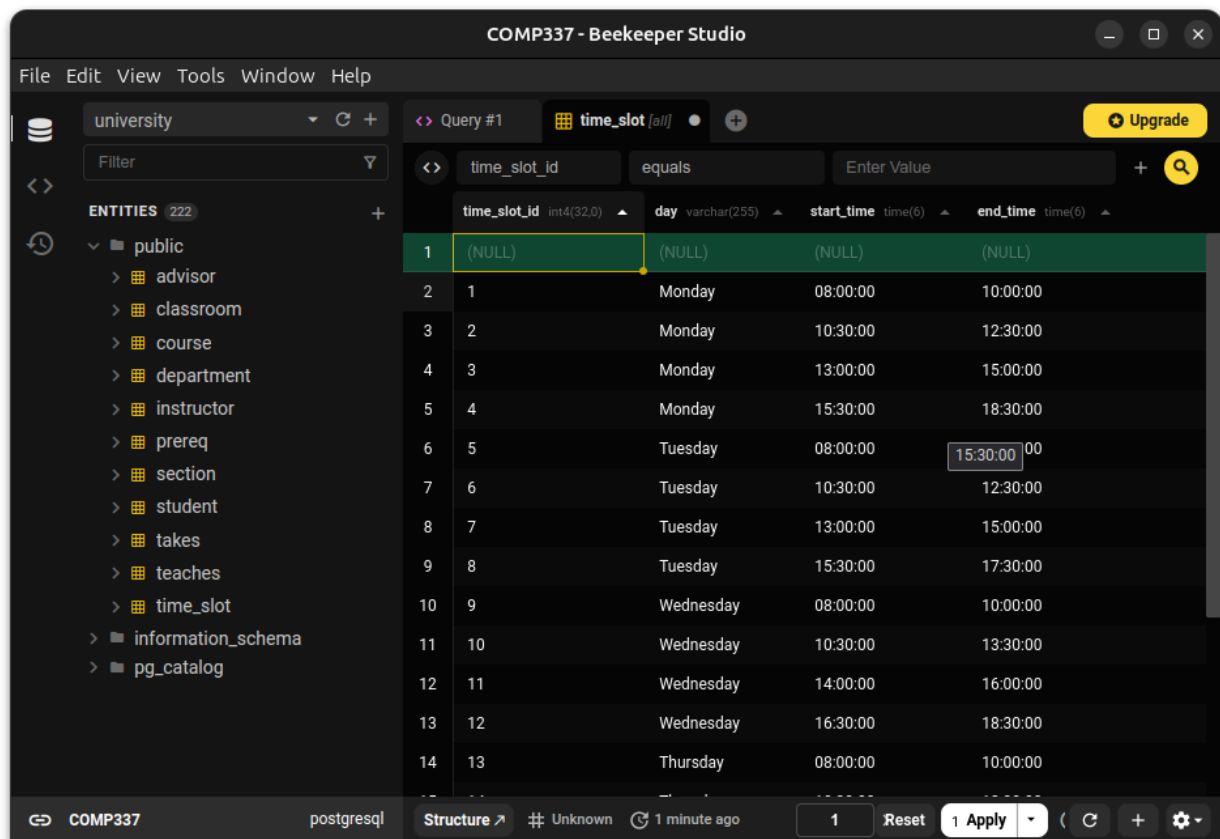 COMP337 - Beekeeper Studio
File Edit View Tools Window Help
university
Filter
ENTITIES 222
public
advisor
classroom
course
department
instructor
prereq
section
student
takes
teaches
time_slot
information_schema
pg_catalog
COMP337 postgresql
Query #1 time_slot [all] Upgrade
time_slot_id equals Enter Value
time_slot_id int4(32,0) day varchar(255) start_time time(6) end_time time(6)
1 (NULL) (NULL) (NULL) (NULL)
2 1 Monday 08:00:00 10:00:00
3 2 Monday 10:30:00 12:30:00
4 3 Monday 13:00:00 15:00:00
5 4 Monday 15:30:00 18:30:00
6 5 Tuesday 08:00:00 15:30:00 00
7 6 Tuesday 10:30:00 12:30:00
8 7 Tuesday 13:00:00 15:00:00
9 8 Tuesday 15:30:00 17:30:00
10 9 Wednesday 08:00:00 10:00:00
11 10 Wednesday 10:30:00 13:30:00
12 11 Wednesday 14:00:00 16:00:00
13 12 Wednesday 16:30:00 18:30:00
14 13 Thursday 08:00:00 10:00:00
Structure Unknown 1 minute ago 1 Reset 1 Apply